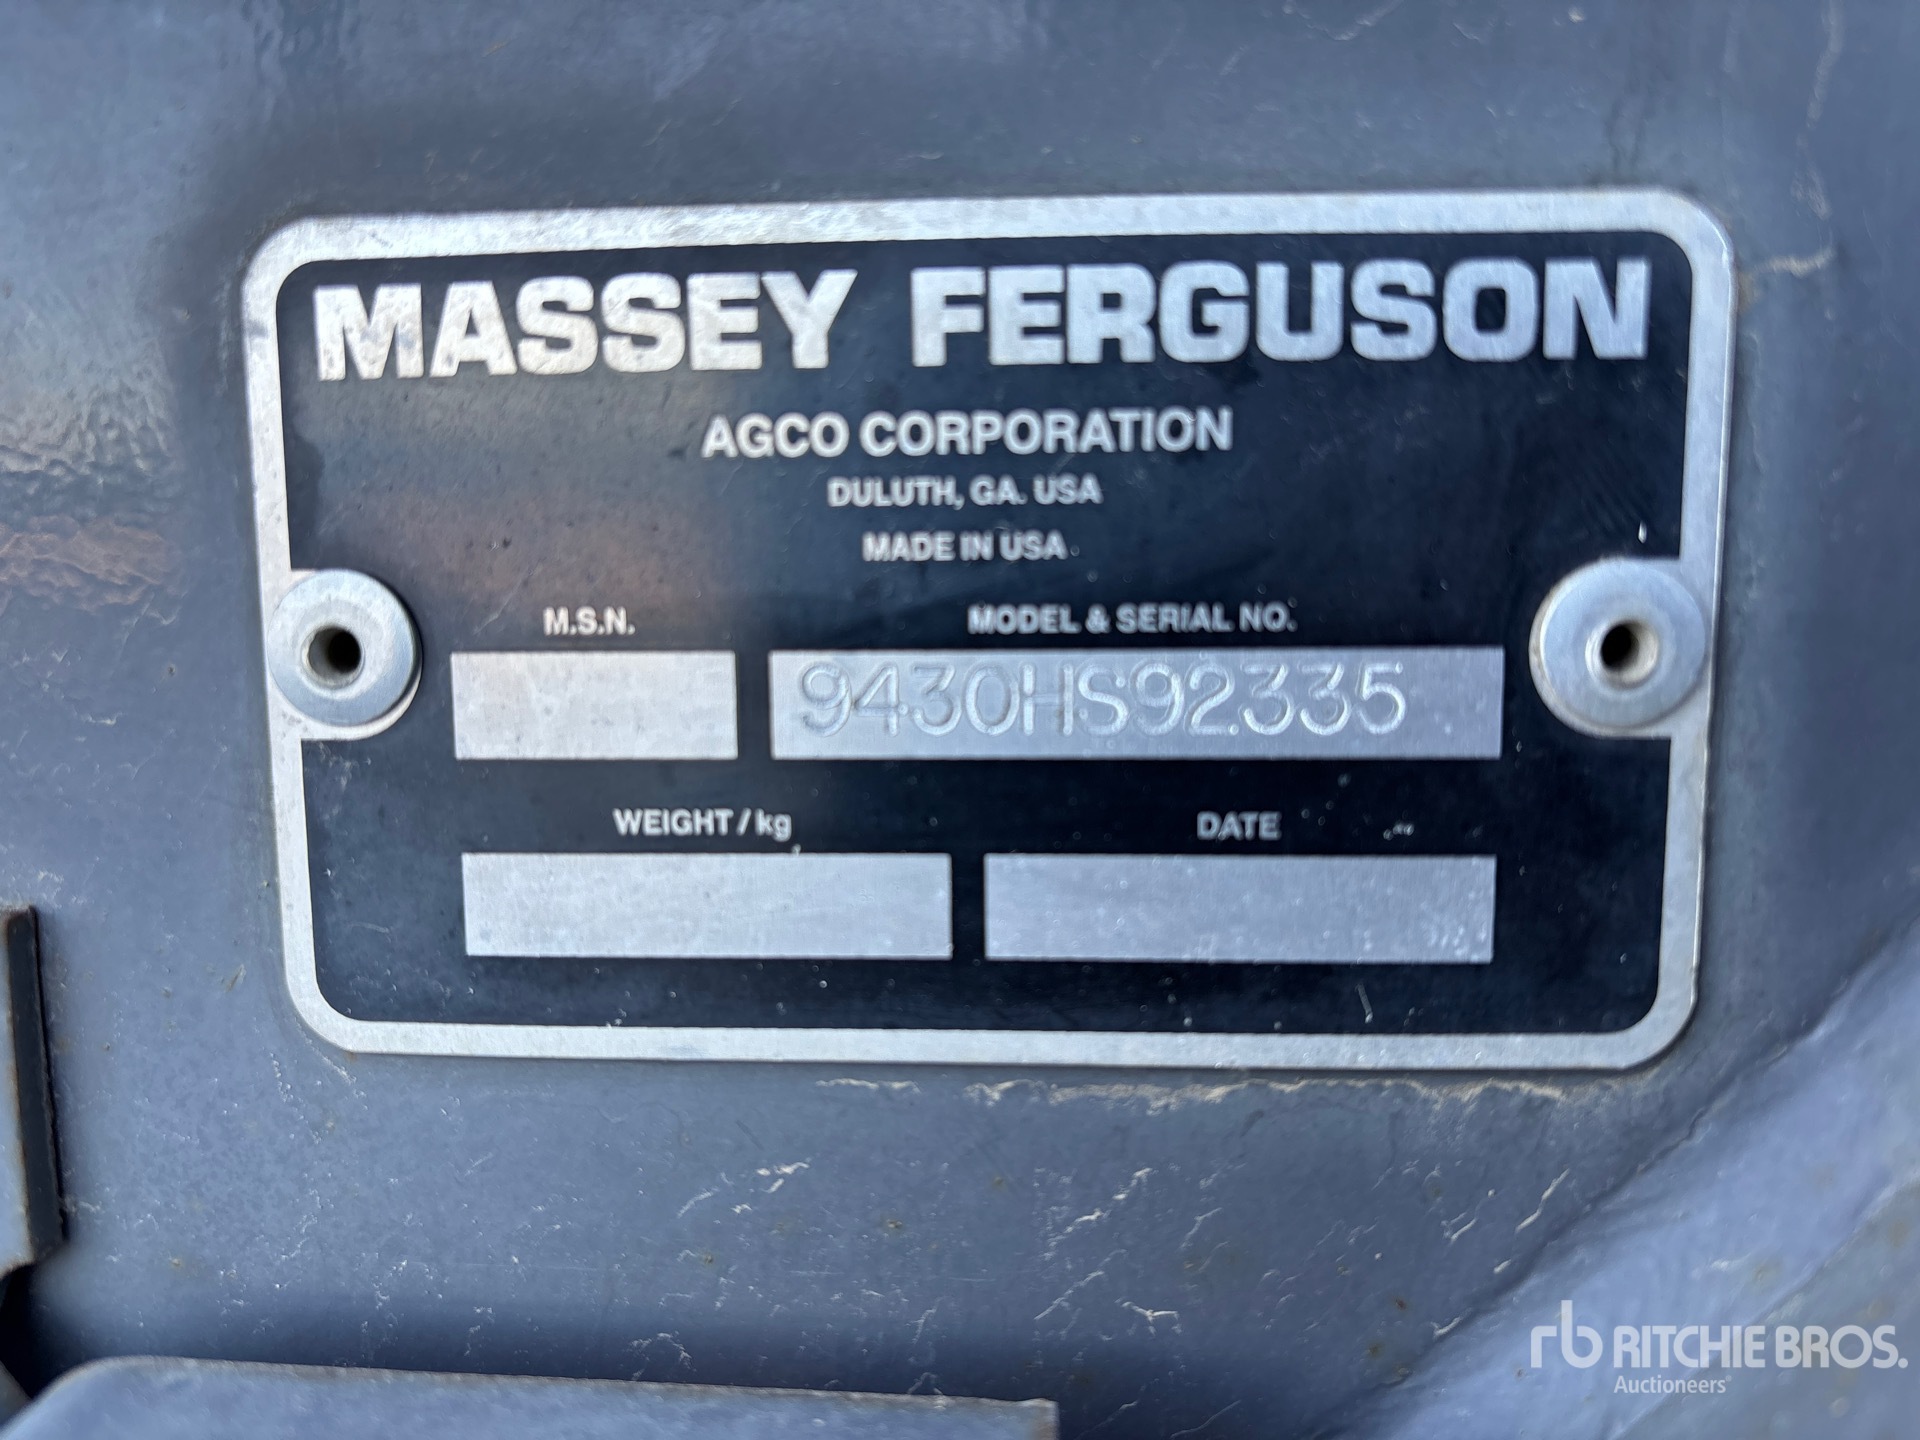 MASSEY FERGUSON
AGCO CORPORATION
DULUTH, GA. USA
MADE IN USA
M.S.N.
MODEL & SERIAL NO.
9430HS92335
WEIGHT / kg
DATE
rb RITCHIE BROS.
Auctioneers